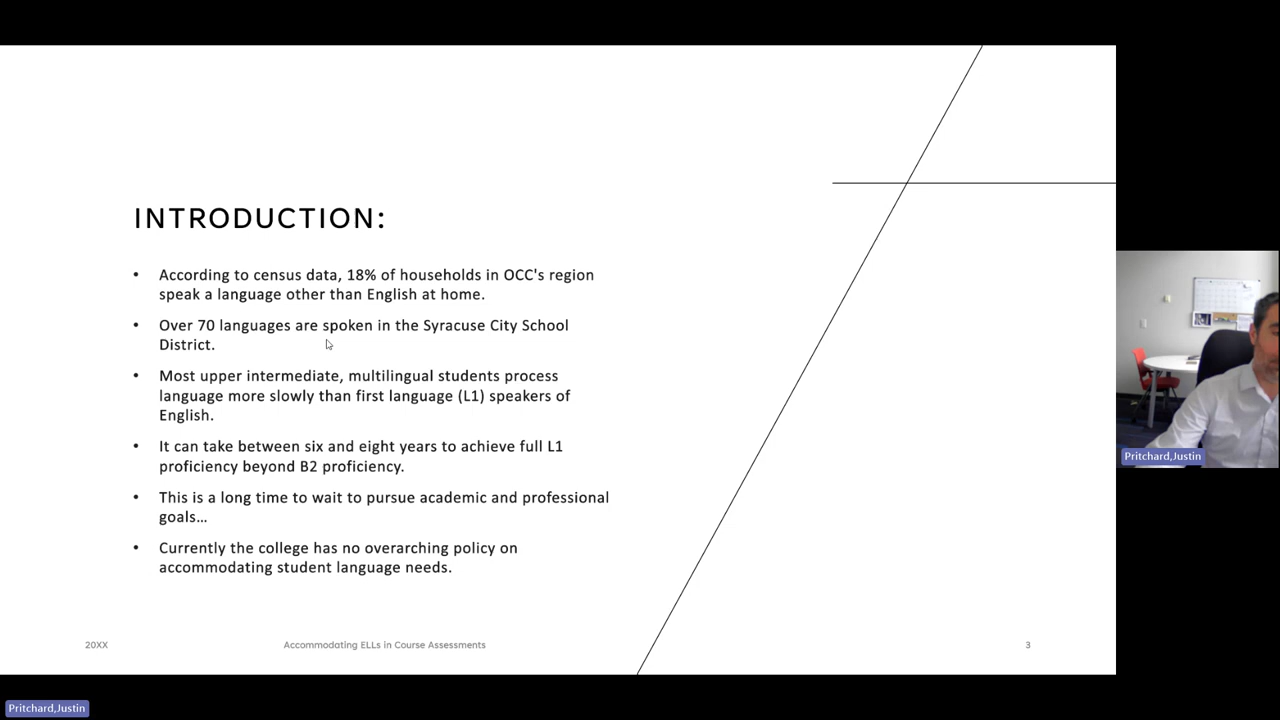 INTRODUCTION:
• According to census data, 18% of households in OCC's region
speak a language other than English at home.
• Over 70 languages are spoken in the Syracuse City School
District.
• Most upper intermediate, multilingual students process
language more slowly than first language (L1) speakers of
English.
• It can take between six and eight years to achieve full L1
proficiency beyond B2 proficiency.
• This is a long time to wait to pursue academic and professional
goals…
• Currently the college has no overarching policy on
accommodating student language needs.
20XX
Accommodating ELLs in Course Assessments
3
Pritchard,Justin
Pritchard,Justin